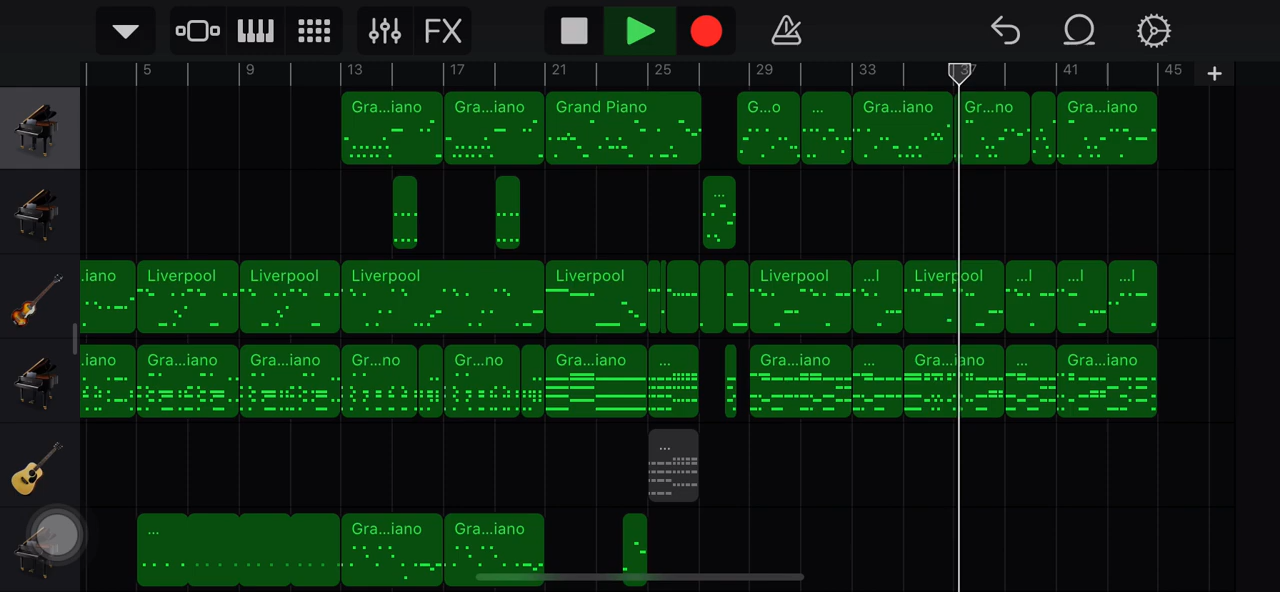 FX
5 9 13 17 21 25 29 33 37 41 45 +
Gra...iano Gra...iano Grand Piano G...o ... Gra...iano Gr...no Gra...iano
...
.iano Liverpool Liverpool Liverpool Liverpool Liverpool ...l Liverpool ...l ...l ...l
.iano Gra...iano Gra...iano Gr...no Gr...no Gra...iano ... Gra...iano ... Gra...iano ... Gra...iano
...
... Gra...iano Gra...iano